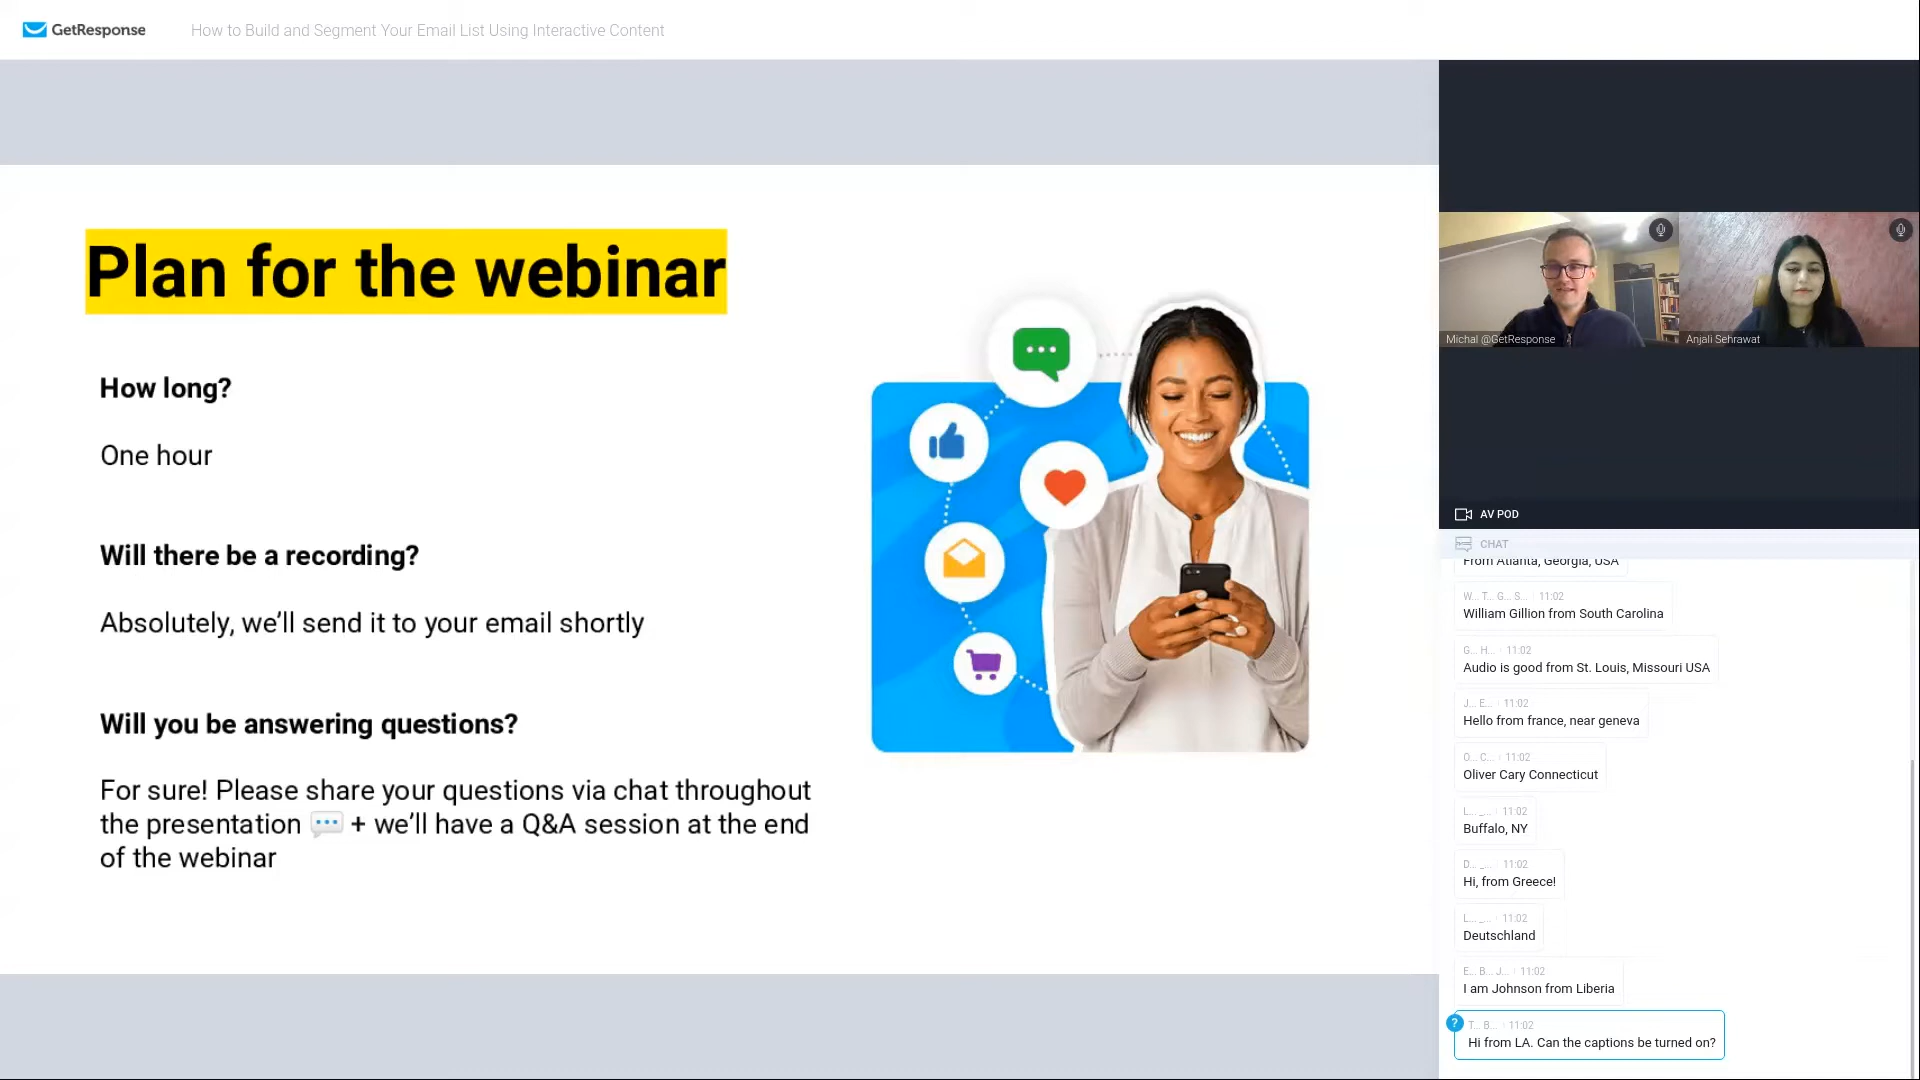 GetResponse
How to Build and Segment Your Email List Using Interactive Content
Plan for the webinar
How long?
One hour
Will there be a recording?
Absolutely, we’ll send it to your email shortly
Will you be answering questions?
For sure! Please share your questions via chat throughout
the presentation 💬 + we’ll have a Q&A session at the end
of the webinar
Michal @GetResponse
Anjali Sehrawat
AV POD
CHAT
From Atlanta, Georgia, USA
W... T... G... S... 11:02
William Gillion from South Carolina
G... H... 11:02
Audio is good from St. Louis, Missouri USA
J... E... 11:02
Hello from france, near geneva
O... C... 11:02
Oliver Cary Connecticut
L... _... 11:02
Buffalo, NY
D... _... 11:02
Hi, from Greece!
L... _... 11:02
Deutschland
E... B... J... 11:02
I am Johnson from Liberia
?
T... B... 11:02
Hi from LA. Can the captions be turned on?